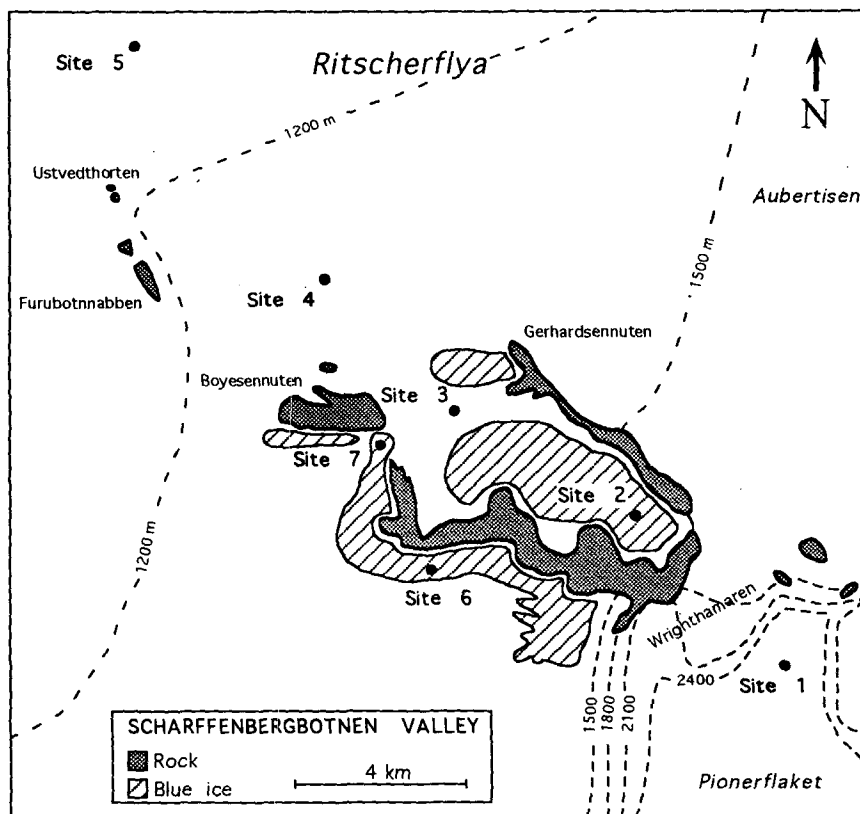 Site 5
Ritscherflya
N
1200 m
Ustvedthorten
Aubertisen
1500 m
Furubotnnabben
Site 4
Gerhardsennuten
Boyesennuten
Site 3
Site 7
Site 2
1200 m
Site 6
Wrighthamaren
2400
Site 1
1500
1800
2100
SCHARFFENBERGBOTNEN VALLEY
Rock
Blue ice
4 km
Pionerflaket